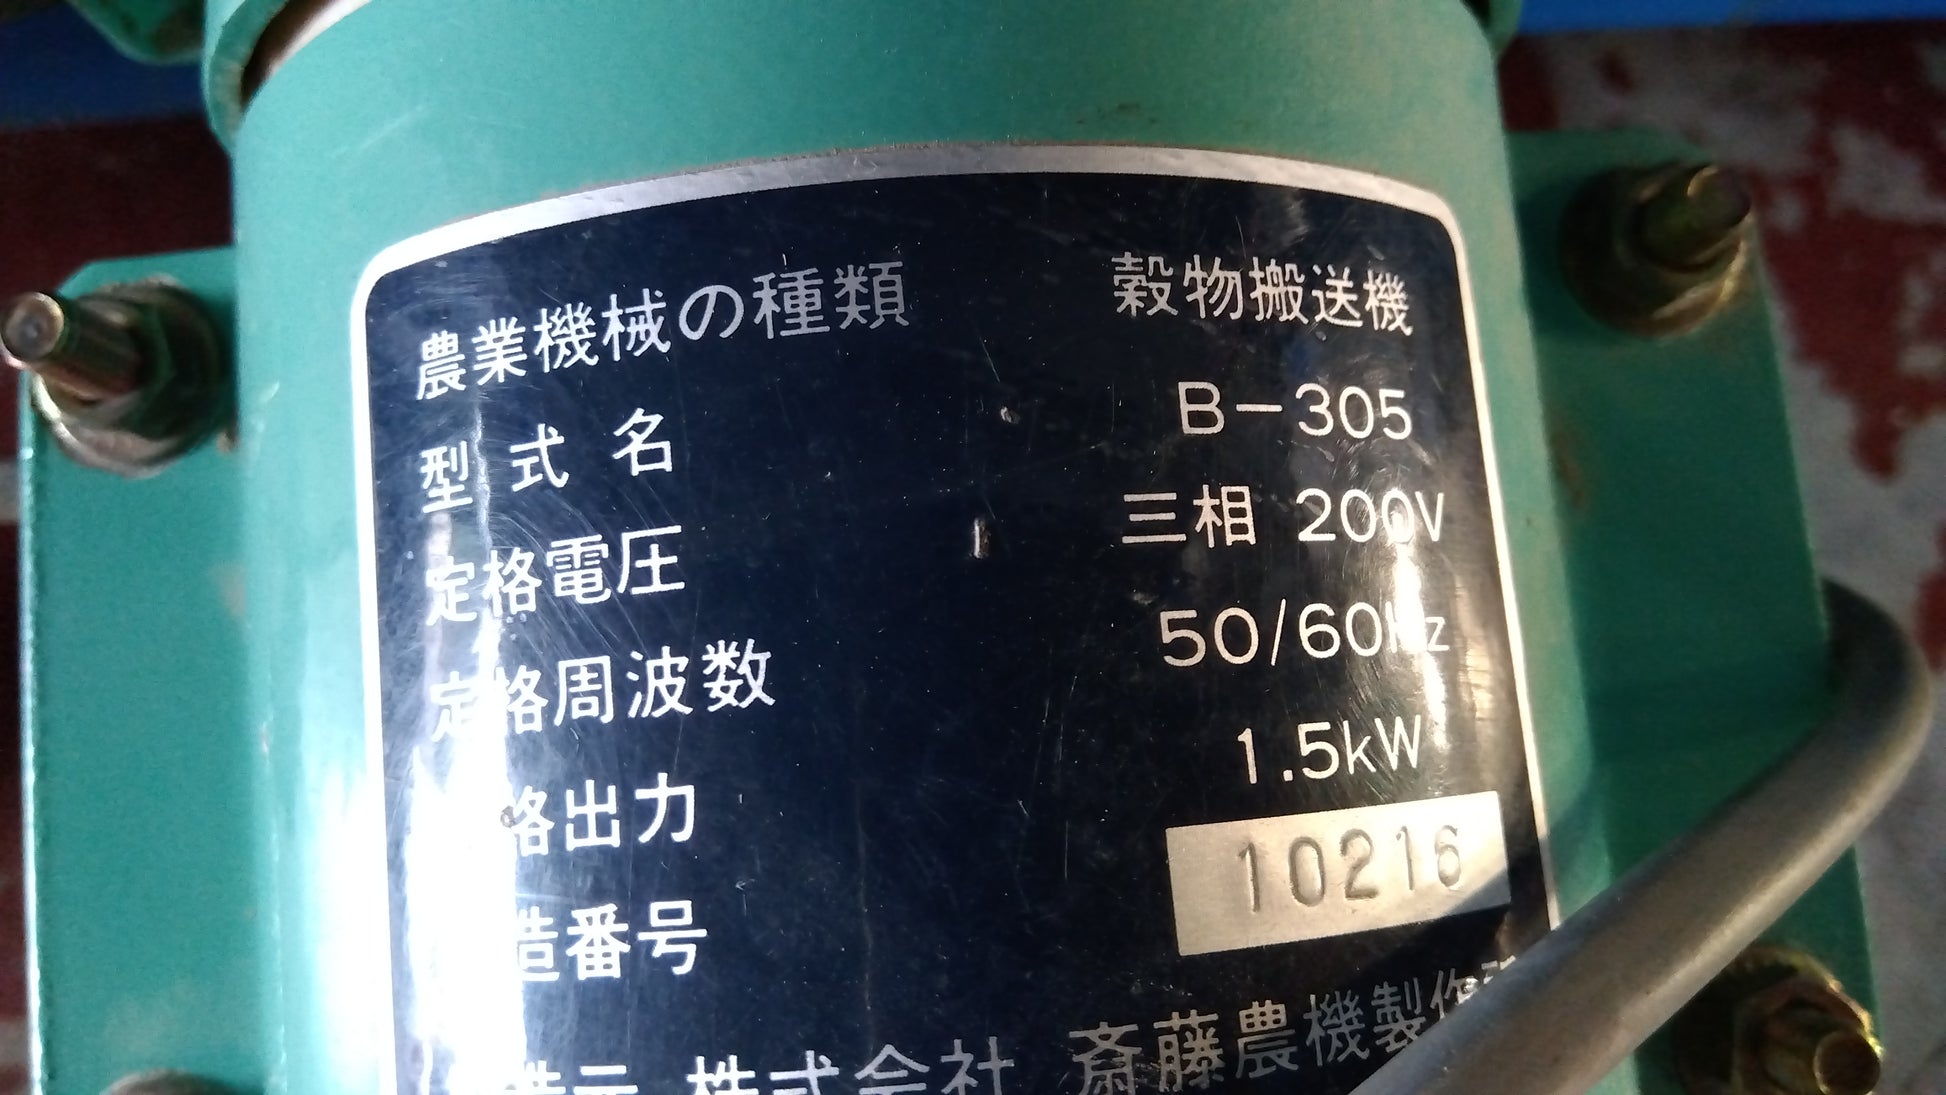 農業機械の種類 穀物搬送機
型式名 B-305
定格電圧 三相 200V
定格周波数 50/60Hz
格出力 1.5kW
造番号 10216
造元 株式会社 斎藤農機製作